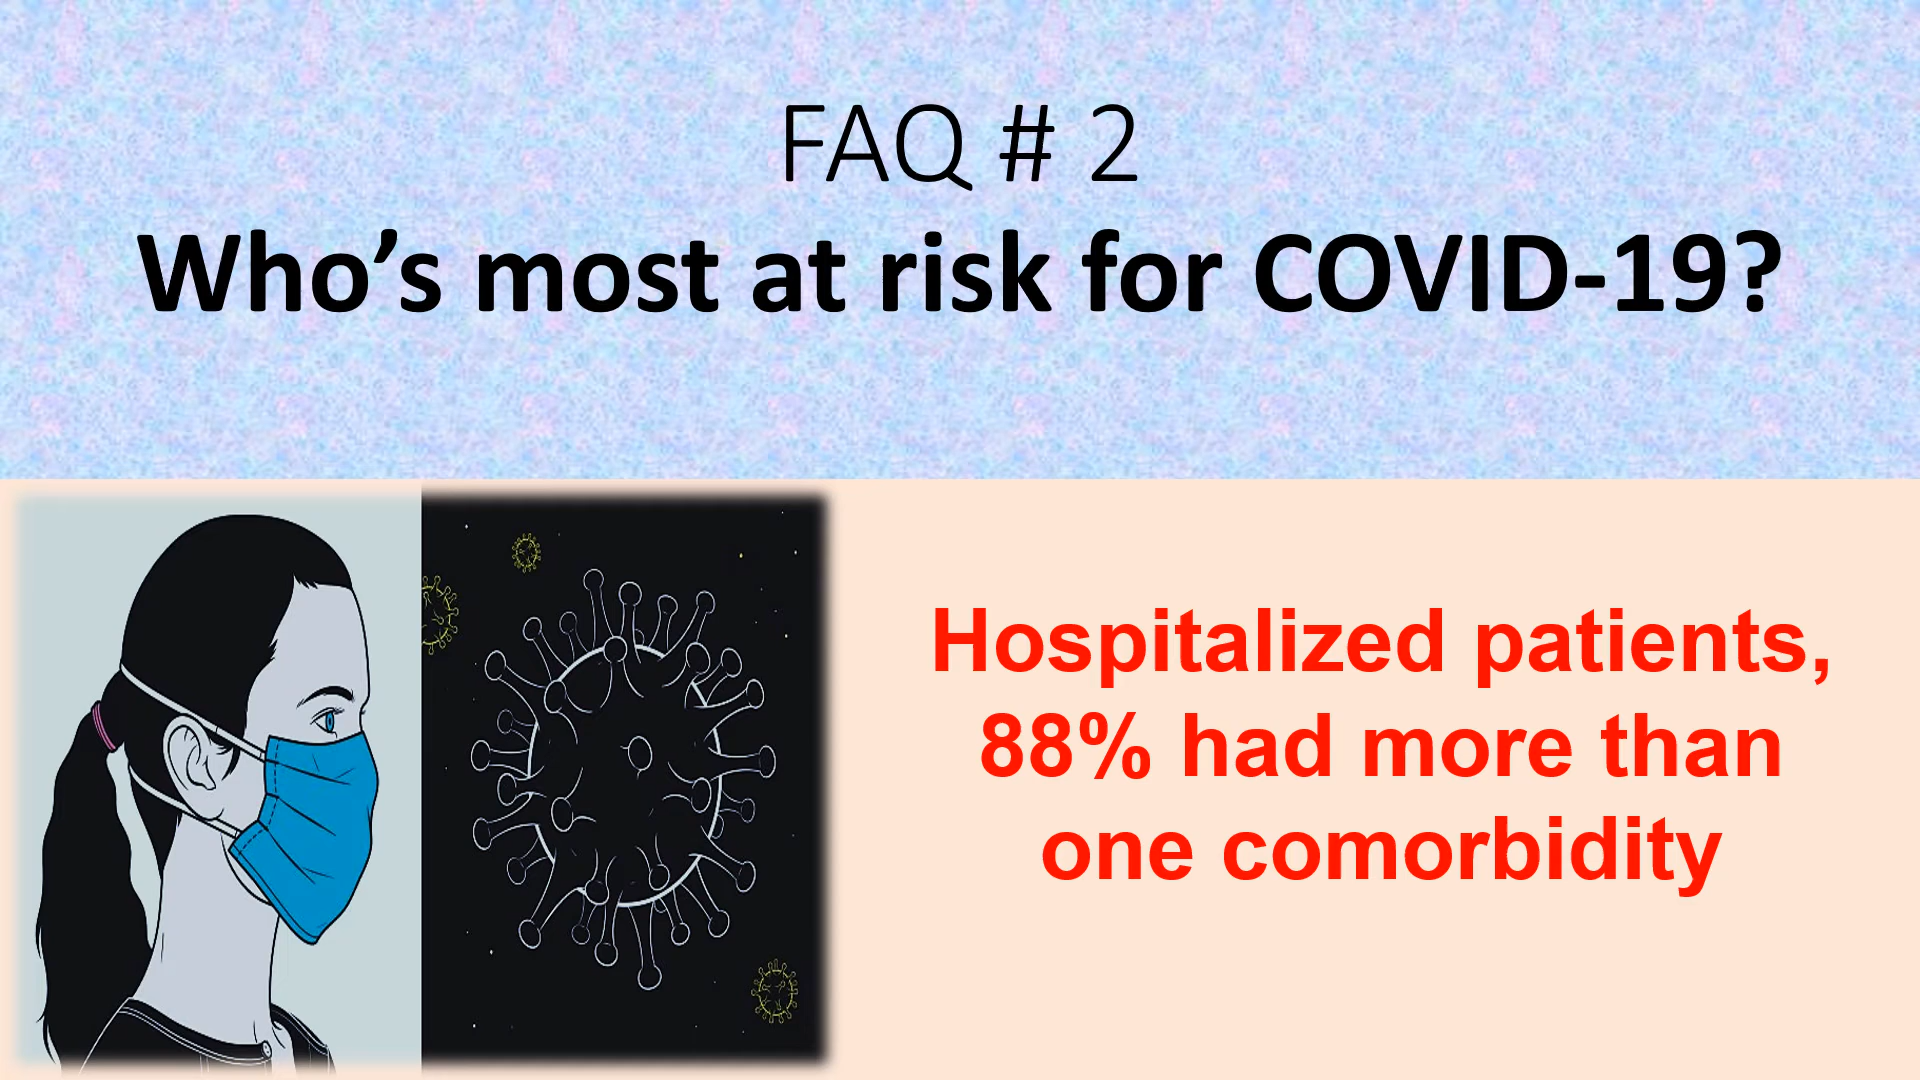 FAQ # 2
Who’s most at risk for COVID-19?
Hospitalized patients,
88% had more than
one comorbidity